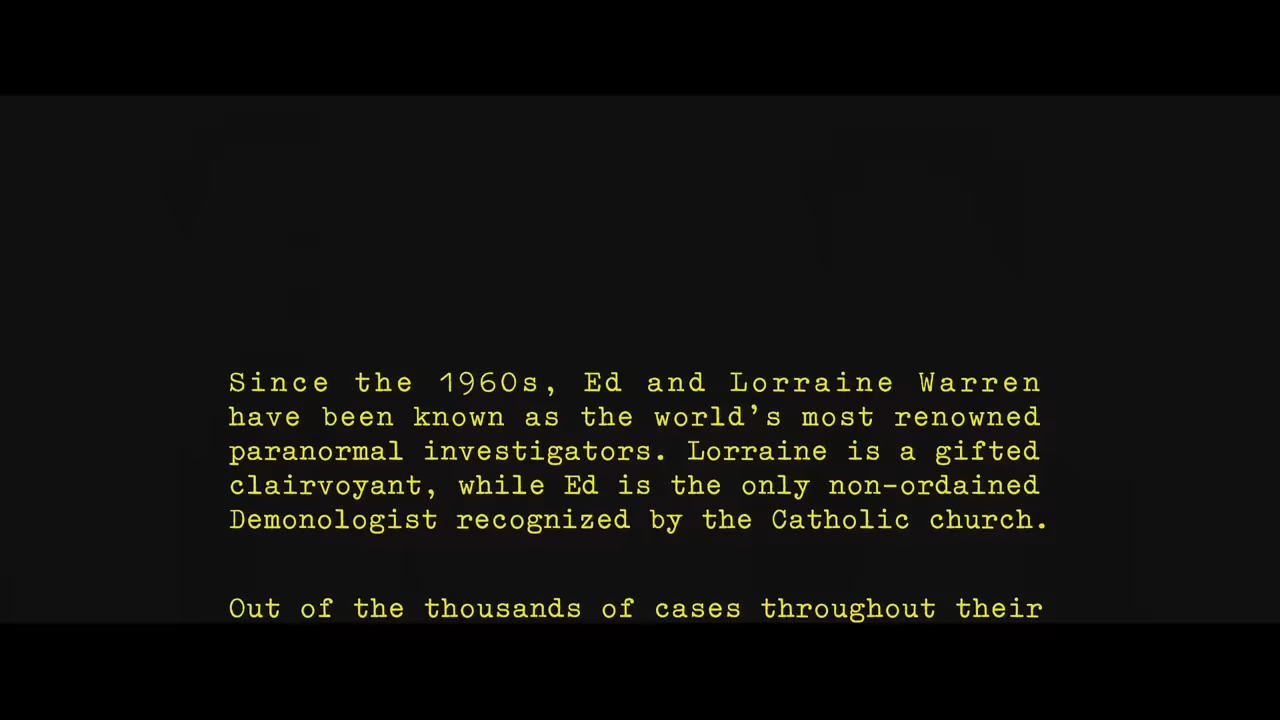 Since the 1960s, Ed and Lorraine Warren
have been known as the world's most renowned
paranormal investigators. Lorraine is a gifted
clairvoyant, while Ed is the only non-ordained
Demonologist recognized by the Catholic church.
Out of the thousands of cases throughout their